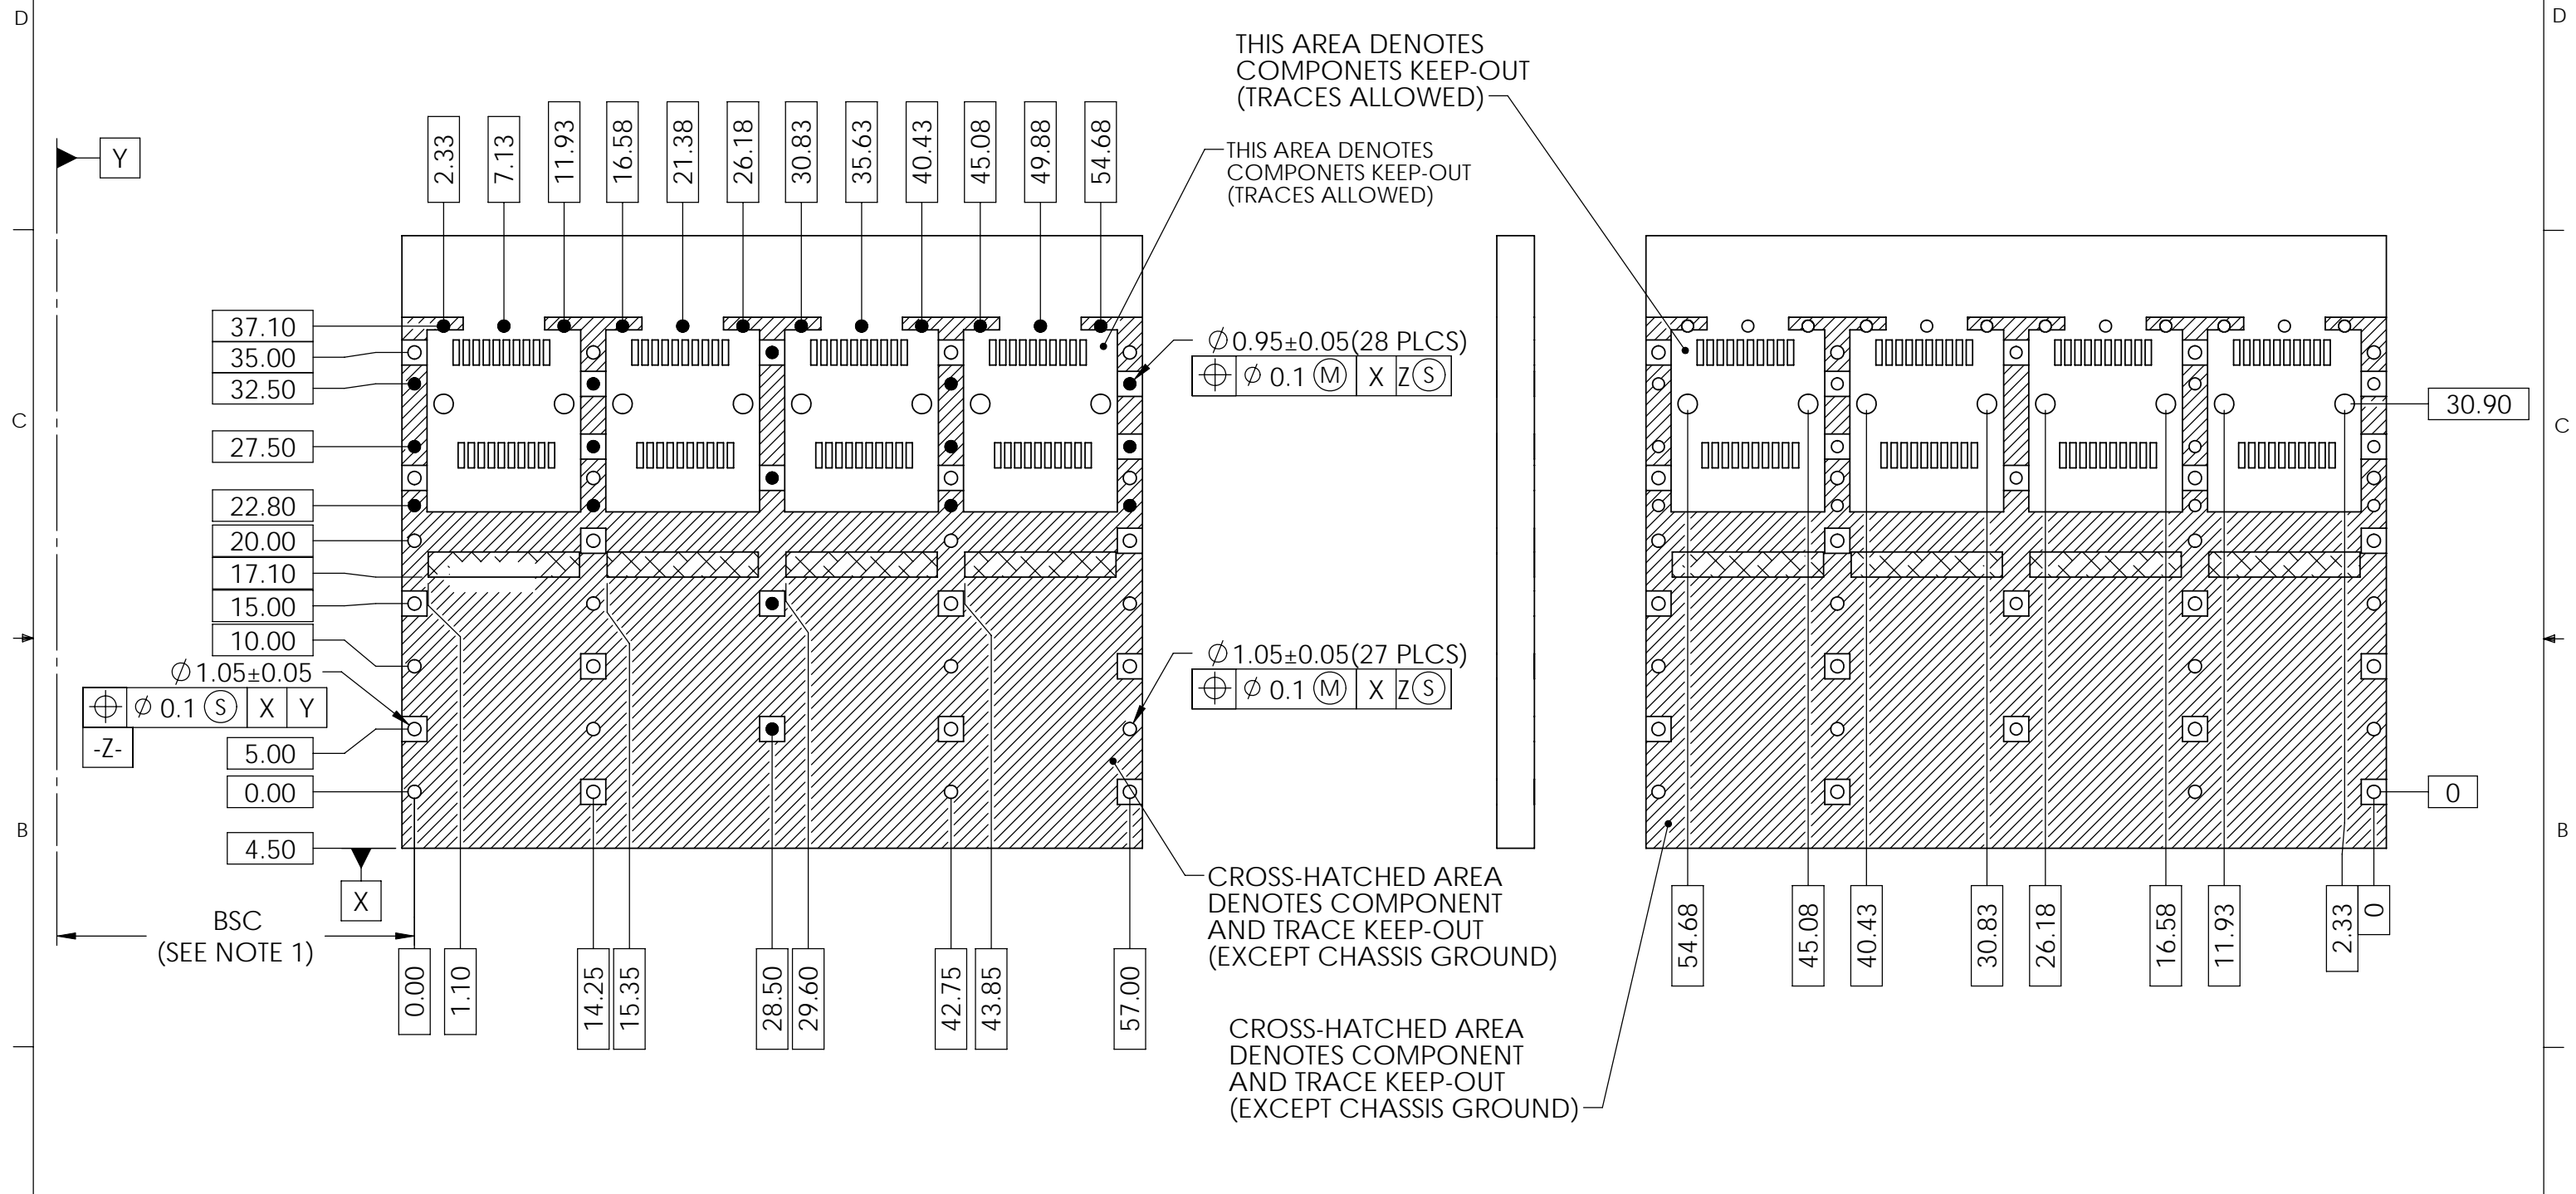 D
D
THIS AREA DENOTES
COMPONETS KEEP-OUT
(TRACES ALLOWED)
THIS AREA DENOTES
COMPONETS KEEP-OUT
(TRACES ALLOWED)
Y
2.33
7.13
11.93
16.58
21.38
26.18
30.83
35.63
40.43
45.08
49.88
54.68
37.10
35.00
32.50
27.50
22.80
20.00
17.10
15.00
10.00
∅1.05±0.05
⌖ ∅ 0.1 Ⓢ X Y
-Z-
5.00
0.00
4.50
X
BSC
(SEE NOTE 1)
C
B
∅0.95±0.05(28 PLCS)
⌖ ∅ 0.1 Ⓜ X ZⓈ
∅1.05±0.05(27 PLCS)
⌖ ∅ 0.1 Ⓜ X ZⓈ
0.00
1.10
14.25
15.35
28.50
29.60
42.75
43.85
57.00
CROSS-HATCHED AREA
DENOTES COMPONENT
AND TRACE KEEP-OUT
(EXCEPT CHASSIS GROUND)
CROSS-HATCHED AREA
DENOTES COMPONENT
AND TRACE KEEP-OUT
(EXCEPT CHASSIS GROUND)
30.90
0
54.68
45.08
40.43
30.83
26.18
16.58
11.93
2.33
0
C
B